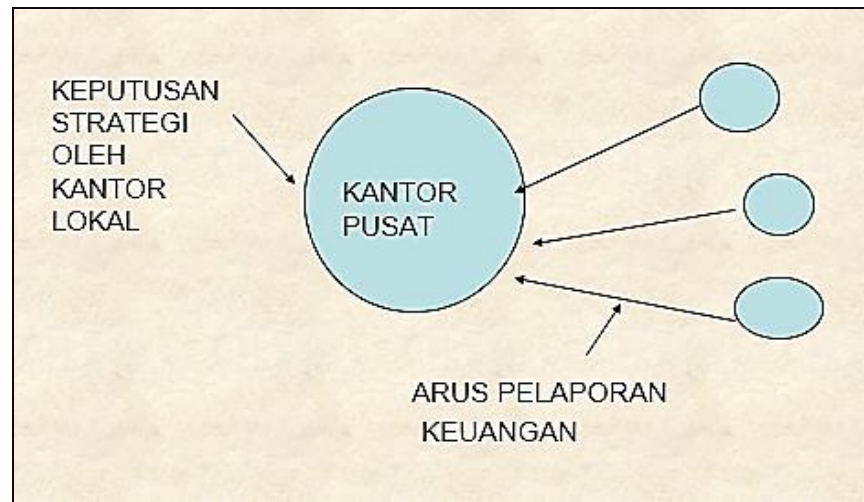 KEPUTUSAN
STRATEGI
OLEH
KANTOR
LOKAL
KANTOR
PUSAT
ARUS PELAPORAN
KEUANGAN